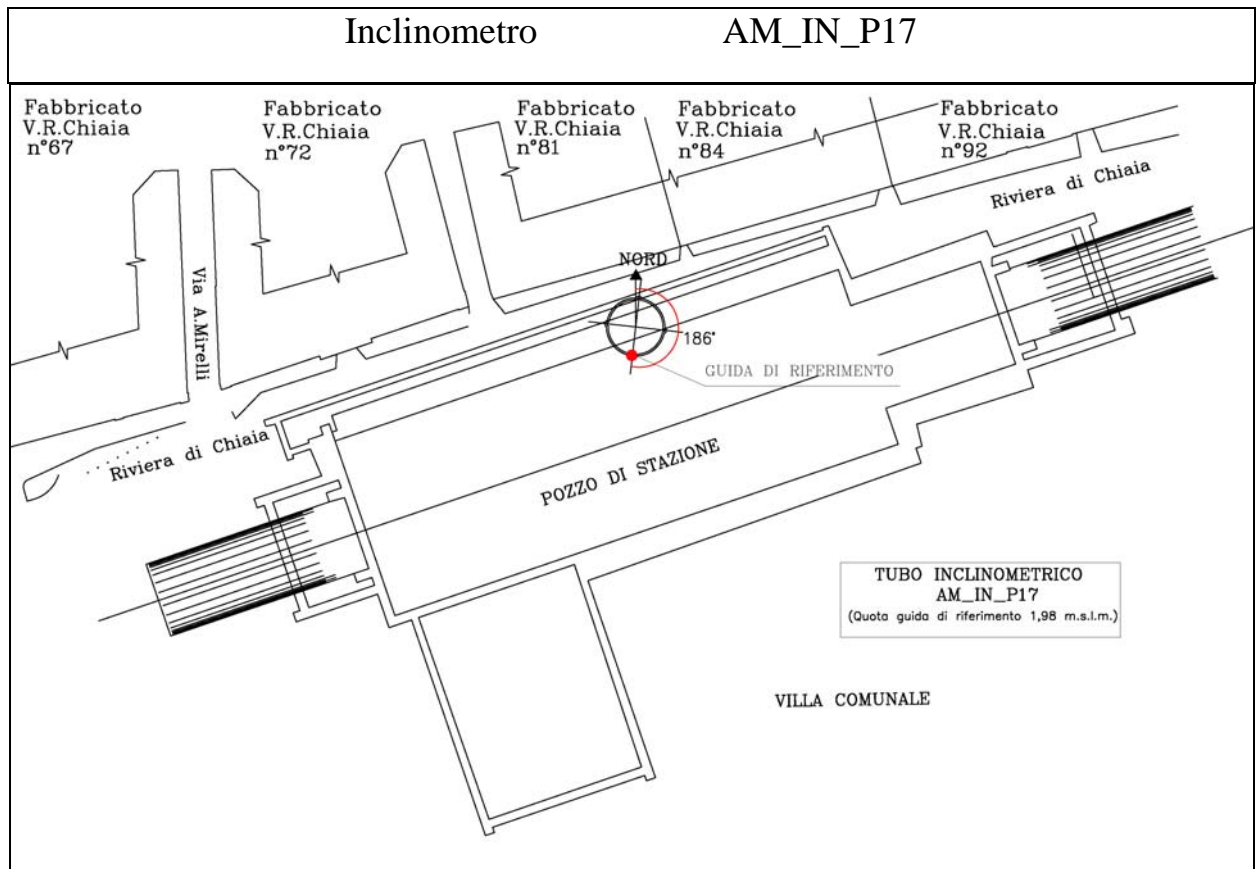 Inclinometro AM_IN_P17
Fabbricato
V.R.Chiaia
n°67
Fabbricato
V.R.Chiaia
n°72
Fabbricato
V.R.Chiaia
n°81
Fabbricato
V.R.Chiaia
n°84
Fabbricato
V.R.Chiaia
n°92
Riviera di Chiaia
Via A.Mirelli
NORD
186°
GUIDA DI RIFERIMENTO
Riviera di Chiaia
POZZO DI STAZIONE
TUBO INCLINOMETRICO
AM_IN_P17
(Quota guida di riferimento 1,98 m.s.l.m.)
VILLA COMUNALE